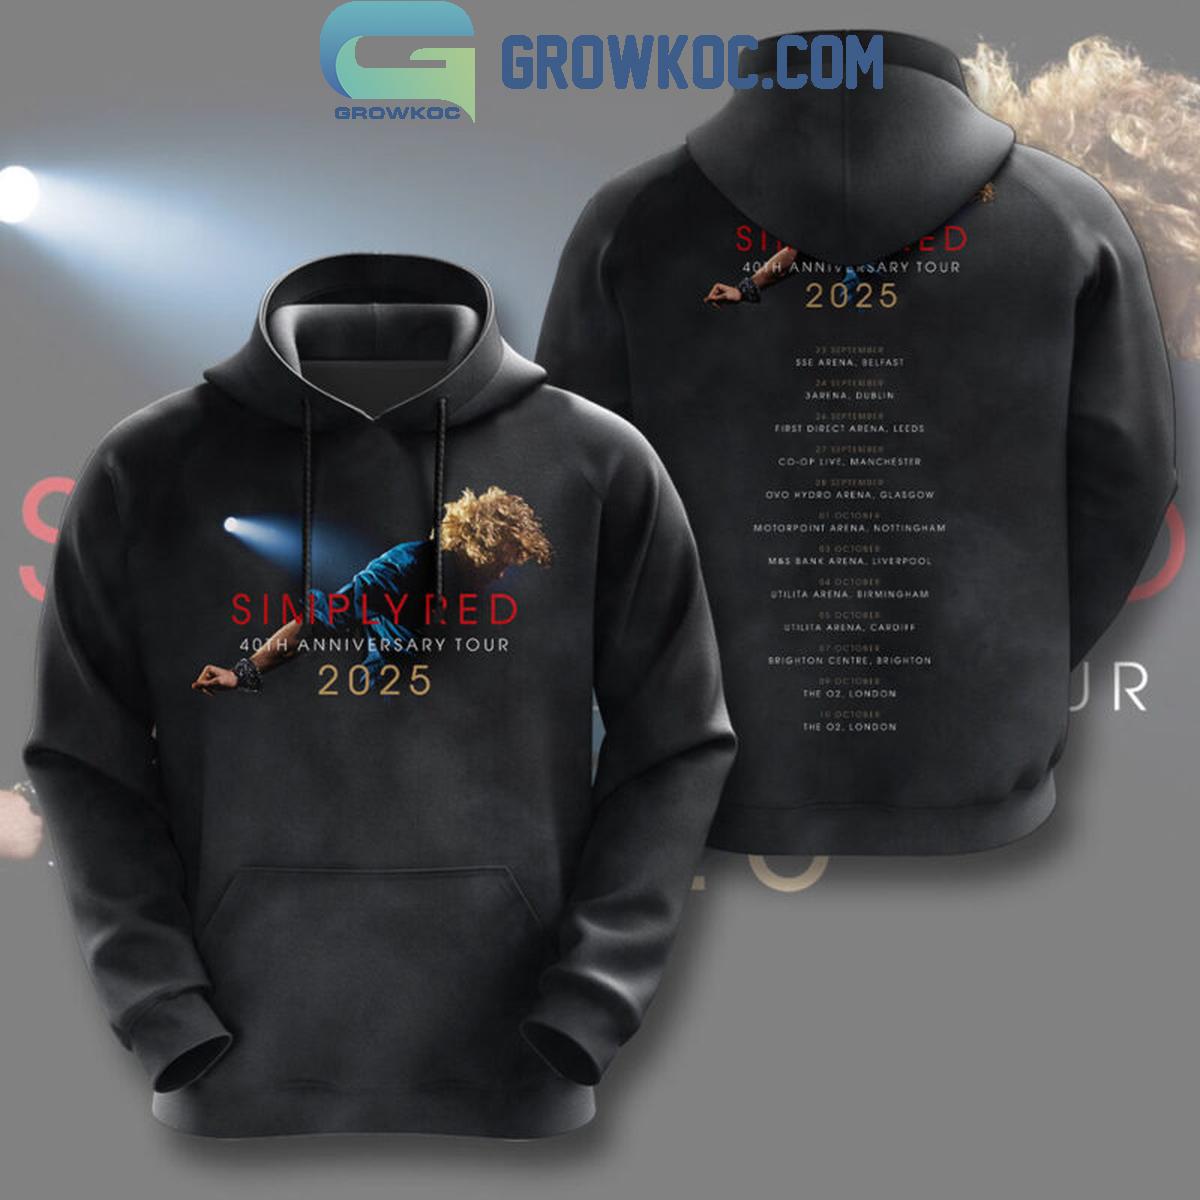 GROWKOC
GROWKOC.COM
SIMPLY RED
40TH ANNIVERSARY TOUR
2025
RED
40TH ANNIVERSARY TOUR
2025
23 SEPTEMBER
SSE ARENA, BELFAST
24 SEPTEMBER
3ARENA, DUBLIN
26 SEPTEMBER
FIRST DIRECT ARENA, LEEDS
27 SEPTEMBER
CO-OP LIVE, MANCHESTER
28 SEPTEMBER
OVO HYDRO ARENA, GLASGOW
01 OCTOBER
MOTORPOINT ARENA, NOTTINGHAM
03 OCTOBER
M&S BANK ARENA, LIVERPOOL
04 OCTOBER
UTILITA ARENA, BIRMINGHAM
05 OCTOBER
UTILITA ARENA, CARDIFF
07 OCTOBER
BRIGHTON CENTRE, BRIGHTON
09 OCTOBER
THE O2, LONDON
10 OCTOBER
THE O2, LONDON